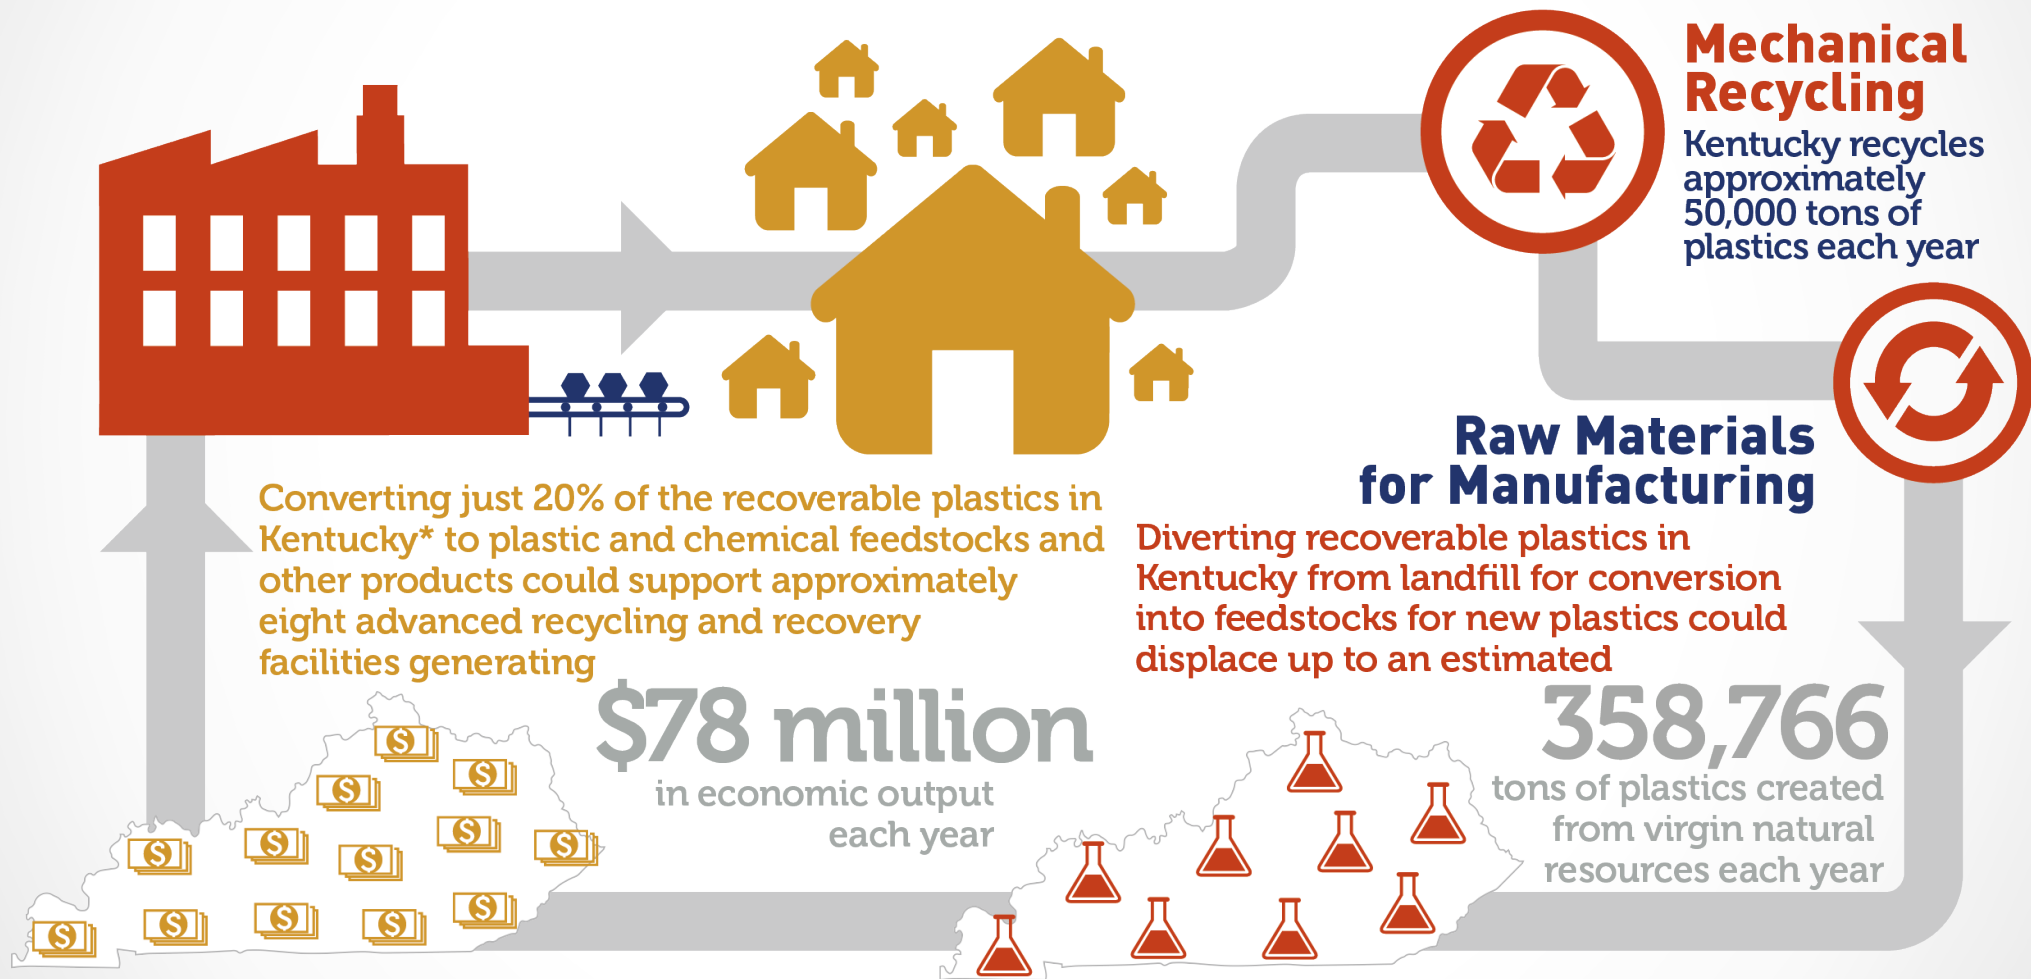 Mechanical
Recycling
Kentucky recycles
approximately
50,000 tons of
plastics each year
Raw Materials
for Manufacturing
Diverting recoverable plastics in
Kentucky from landfill for conversion
into feedstocks for new plastics could
displace up to an estimated
358,766
tons of plastics created
from virgin natural
resources each year
Converting just 20% of the recoverable plastics in
Kentucky* to plastic and chemical feedstocks and
other products could support approximately
eight advanced recycling and recovery
facilities generating
$78 million
in economic output
each year
$
$
$
$
$
$
$
$
$
$
$
$
$